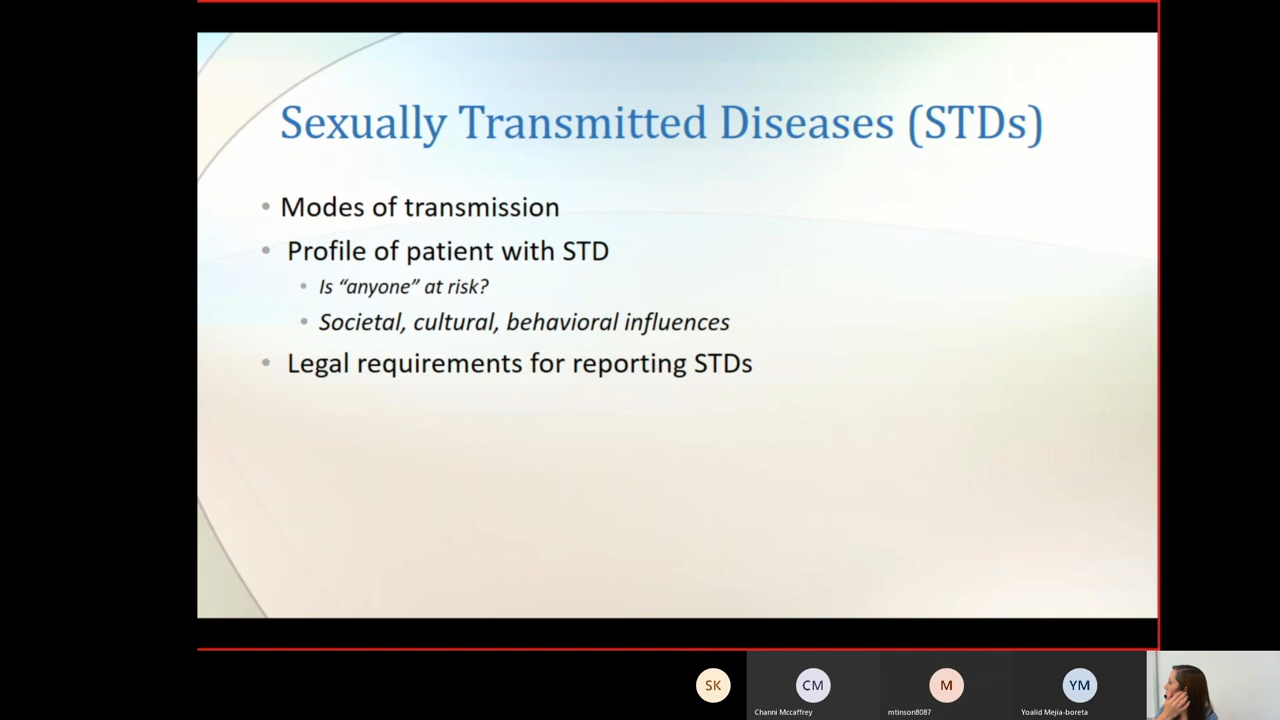 Sexually Transmitted Diseases (STDs)
• Modes of transmission
• Profile of patient with STD
• Is “anyone” at risk?
• Societal, cultural, behavioral influences
• Legal requirements for reporting STDs
SK
CM
M
YM
Channi Mccaffrey
mtinson8087
Yoalid Mejia-boreta